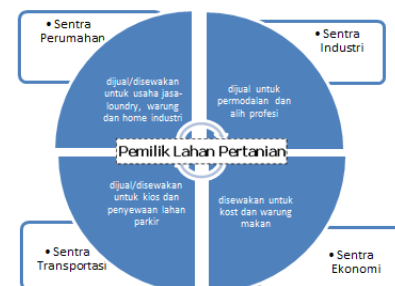 • Sentra
Perumahan
• Sentra
Industri
dijual/disewakan
untuk usaha jasa-
loundry, warung
dan home industri
dijual untuk
permodalan dan
alih profesi
Pemilik Lahan Pertanian
dijual/disewakan
untuk kios dan
penyewaan lahan
parkir
disewakan untuk
kost dan warung
makan
• Sentra
Transportasi
• Sentra
Ekonomi